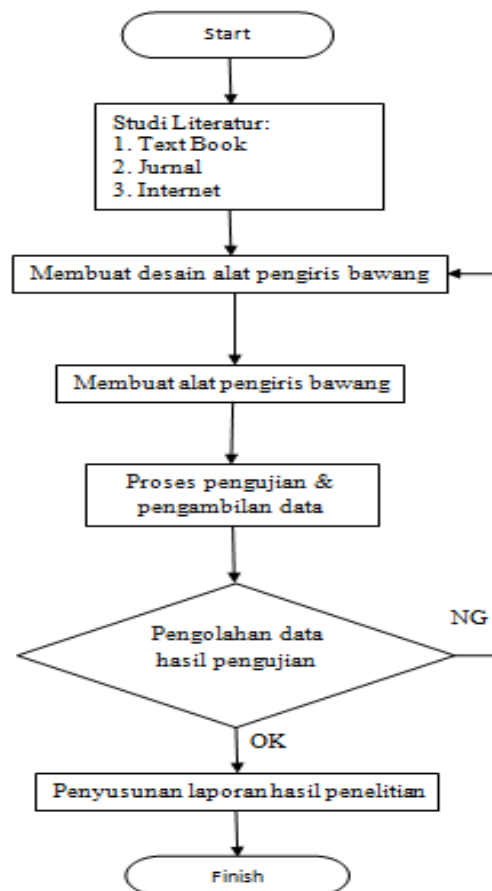 Start
Studi Literatur:
1. Text Book
2. Jurnal
3. Internet
Membuat desain alat pengiris bawang
Membuat alat pengiris bawang
Proses pengujian &
pengambilan data
Pengolahan data
hasil pengujian
NG
OK
Penyusunan laporan hasil penelitian
Finish